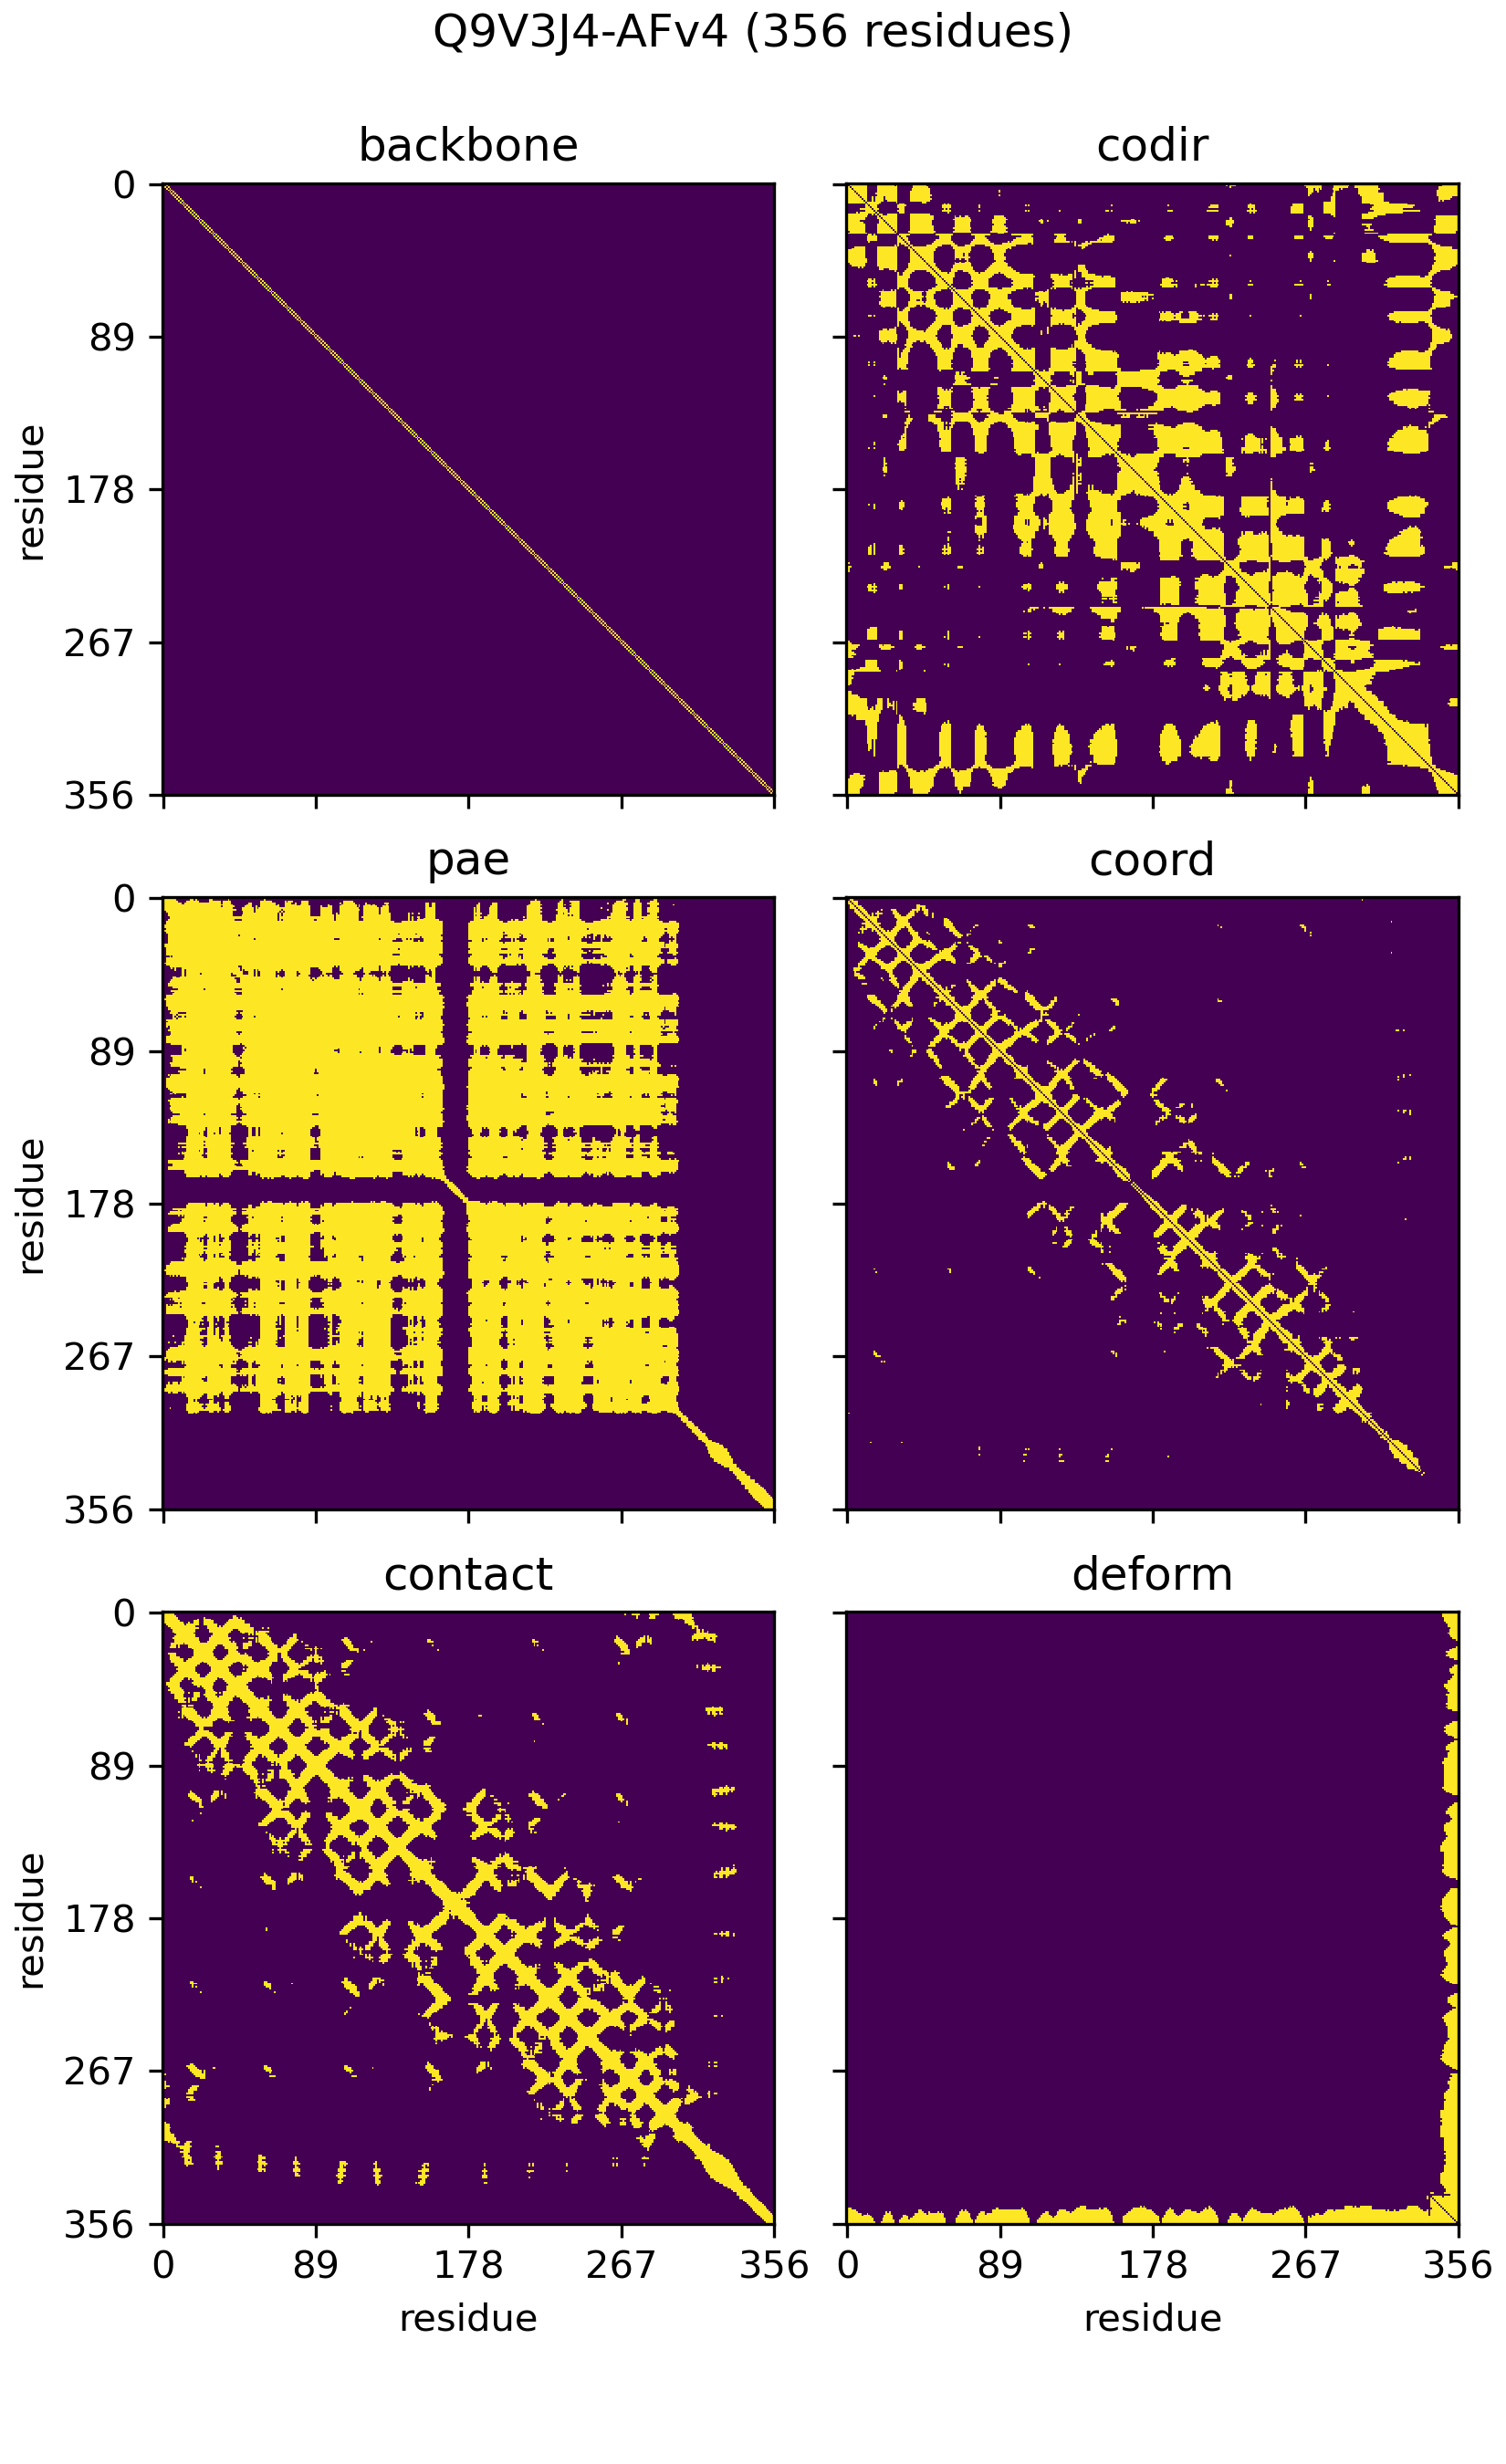 Q9V3J4-AFv4 (356 residues)
backbone
codir
0
89
178
267
356
residue
pae
coord
0
89
178
267
356
residue
contact
deform
0
89
178
267
356
residue
0 89 178 267 356
0 89 178 267 356
residue
residue